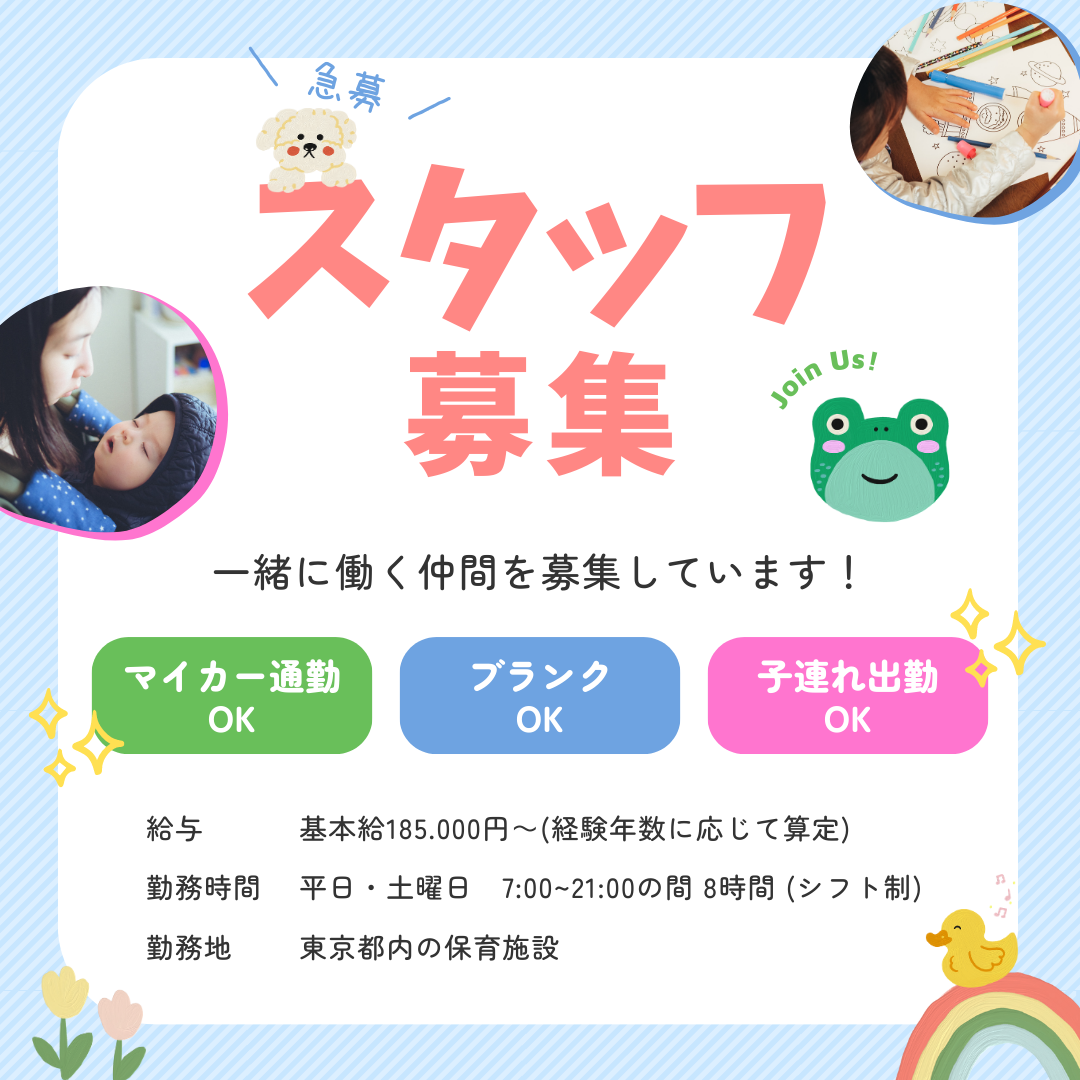 急募
スタッフ
募集
Join Us!
一緒に働く仲間を募集しています！
マイカー通勤
OK
ブランク
OK
子連れ出勤
OK
給与 基本給185.000円〜(経験年数に応じて算定)
勤務時間 平日・土曜日 7:00~21:00の間 8時間 (シフト制)
勤務地 東京都内の保育施設